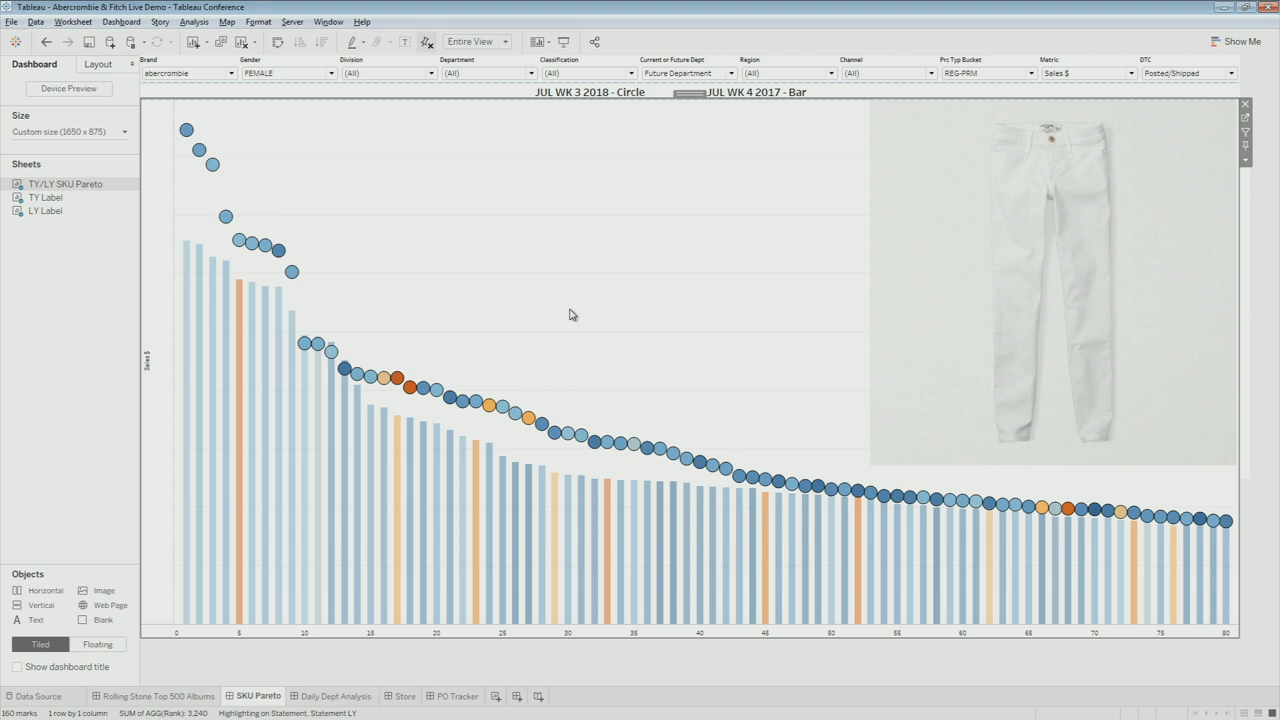 Tableau - Abercrombie & Fitch Live Demo - Tableau Conference
File Data Worksheet Dashboard Story Analysis Map Format Server Window Help
Entire View
Show Me
Dashboard Layout
Device Preview
Size
Custom size (1650 x 875)
Sheets
TY/LY SKU Pareto
TY Label
LY Label
Objects
Horizontal Image
Vertical Web Page
A Text Blank
Tiled Floating
Show dashboard title
Brand Gender Division Department Classification Current or Future Dept Region Channel Prc Typ Bucket Metric DTC
abercrombie FEMALE (All) (All) (All) Future Department (All) (All) REG-PRM Sales $ Posted/Shipped
JUL WK 3 2018 - Circle JUL WK 4 2017 - Bar
Sales $
0 5 10 15 20 25 30 35 40 45 50 55 60 65 70 75 80
Data Source Rolling Stone Top 500 Albums SKU Pareto Daily Dept Analysis Store PO Tracker
160 marks 1 row by 1 column SUM of AGG(Rank): 3,240 Highlighting on Statement, Statement LY